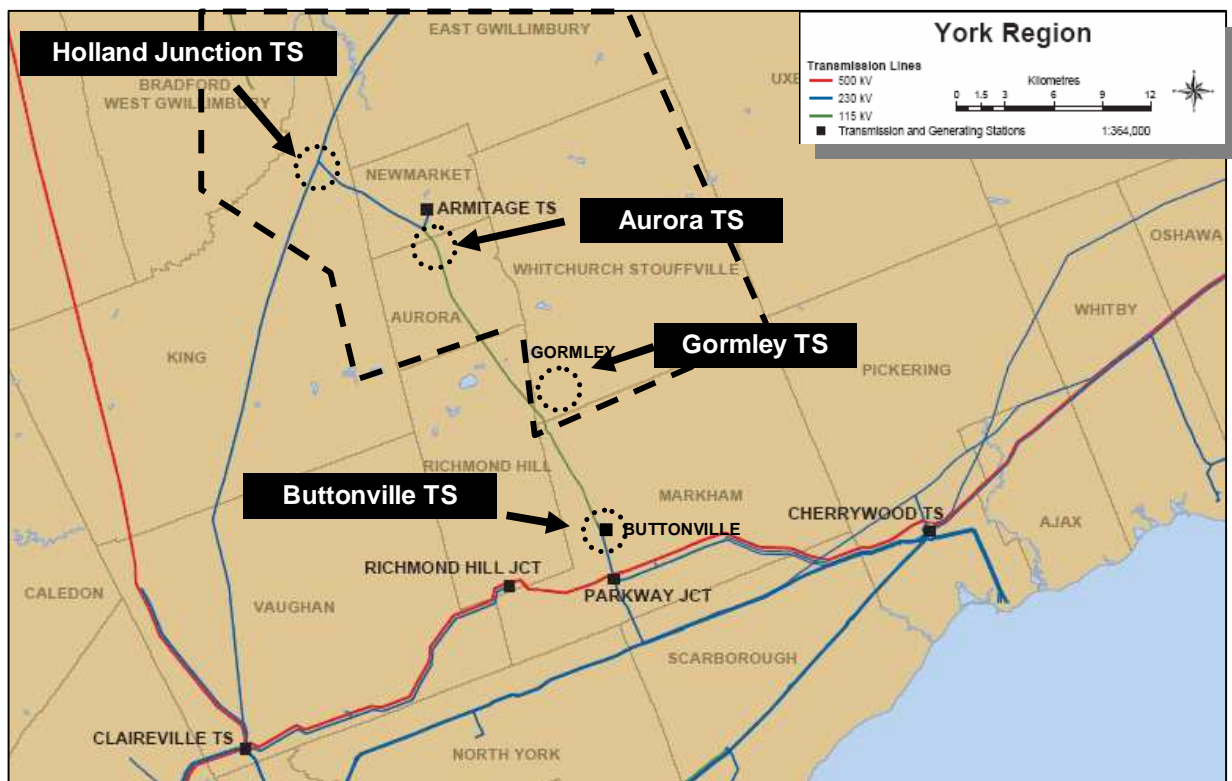 York Region
Transmission Lines
500 kV
230 kV
115 kV
Transmission and Generating Stations
Kilometres
0 1.5 3 6 9 12
1:364,000
EAST GWILLIMBURY
Holland Junction TS
BRADFORD
WEST GWILLIMBURY
UXB
NEWMARKET
ARMITAGE TS
Aurora TS
OSHAWA
WHITCHURCH STOUFFVILLE
WHITBY
AURORA
KING
GORMLEY
Gormley TS
PICKERING
RICHMOND HILL
Buttonville TS
MARKHAM
CHERRYWOOD TS
BUTTONVILLE
AJAX
RICHMOND HILL JCT
PARKWAY JCT
CALEDON
VAUGHAN
SCARBOROUGH
CLAIREVILLE TS
NORTH YORK